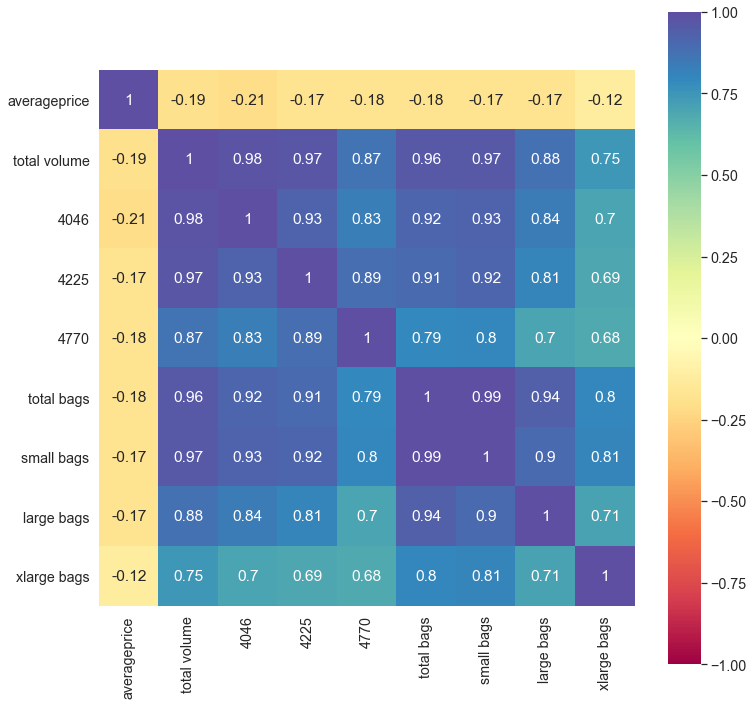 averageprice 1 -0.19 -0.21 -0.17 -0.18 -0.18 -0.17 -0.17 -0.12
total volume -0.19 1 0.98 0.97 0.87 0.96 0.97 0.88 0.75
4046 -0.21 0.98 1 0.93 0.83 0.92 0.93 0.84 0.7
4225 -0.17 0.97 0.93 1 0.89 0.91 0.92 0.81 0.69
4770 -0.18 0.87 0.83 0.89 1 0.79 0.8 0.7 0.68
total bags -0.18 0.96 0.92 0.91 0.79 1 0.99 0.94 0.8
small bags -0.17 0.97 0.93 0.92 0.8 0.99 1 0.9 0.81
large bags -0.17 0.88 0.84 0.81 0.7 0.94 0.9 1 0.71
xlarge bags -0.12 0.75 0.7 0.69 0.68 0.8 0.81 0.71 1
averageprice
total volume
4046
4225
4770
total bags
small bags
large bags
xlarge bags
1.00
0.75
0.50
0.25
0.00
−0.25
−0.50
−0.75
−1.00